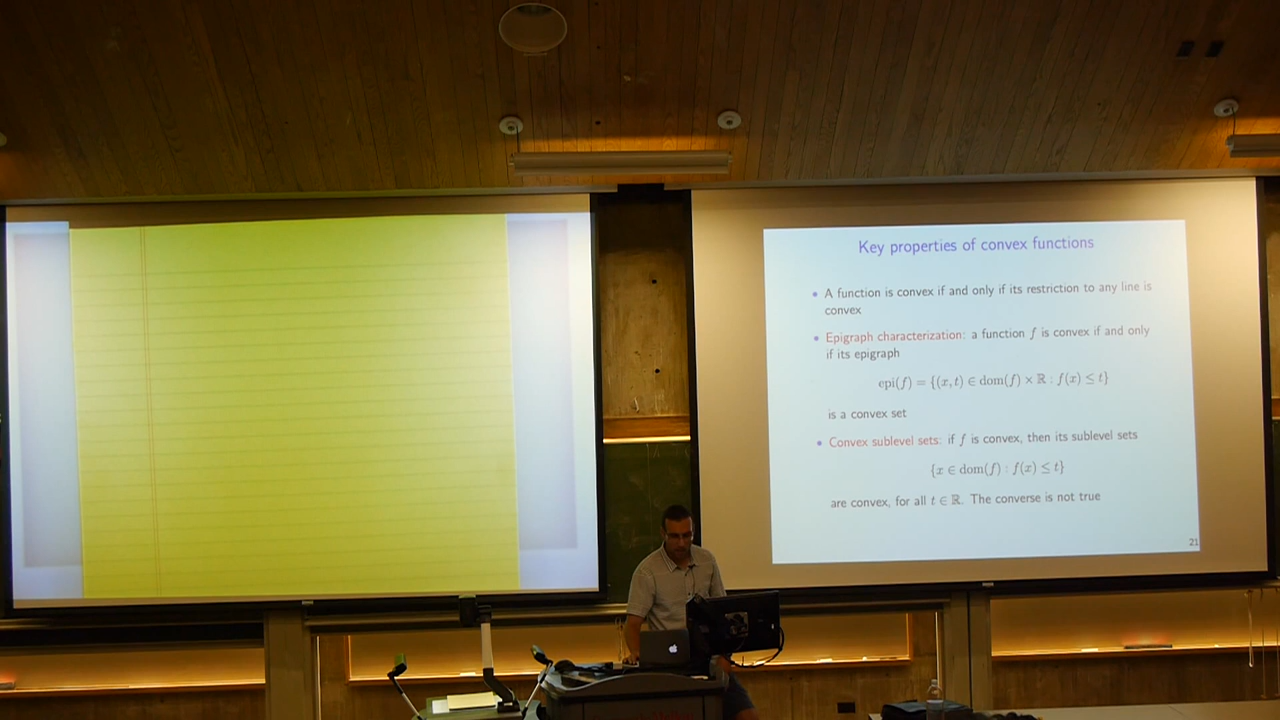 Key properties of convex functions
• A function is convex if and only if its restriction to any line is
convex
• Epigraph characterization: a function f is convex if and only
if its epigraph
epi(f) = {(x, t) ∈ dom(f) × ℝ : f(x) ≤ t}
is a convex set
• Convex sublevel sets: if f is convex, then its sublevel sets
{x ∈ dom(f) : f(x) ≤ t}
are convex, for all t ∈ ℝ. The converse is not true
21